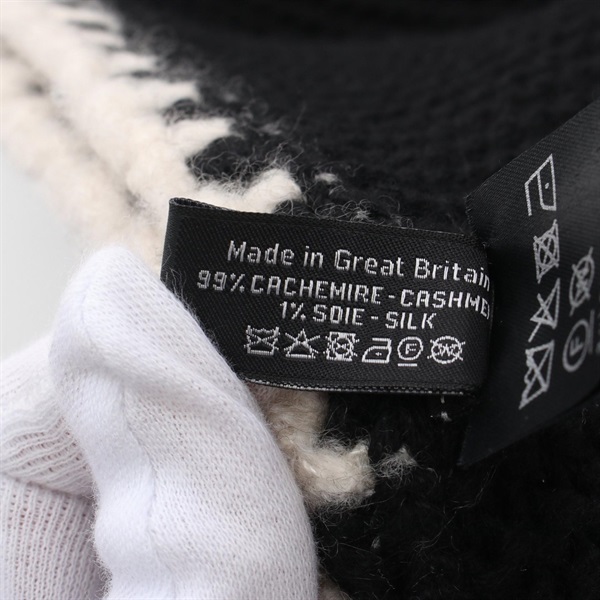 Made in Great Britain
99% CACHEMIRE - CASHME
1% SOIE - SILK
F W
F